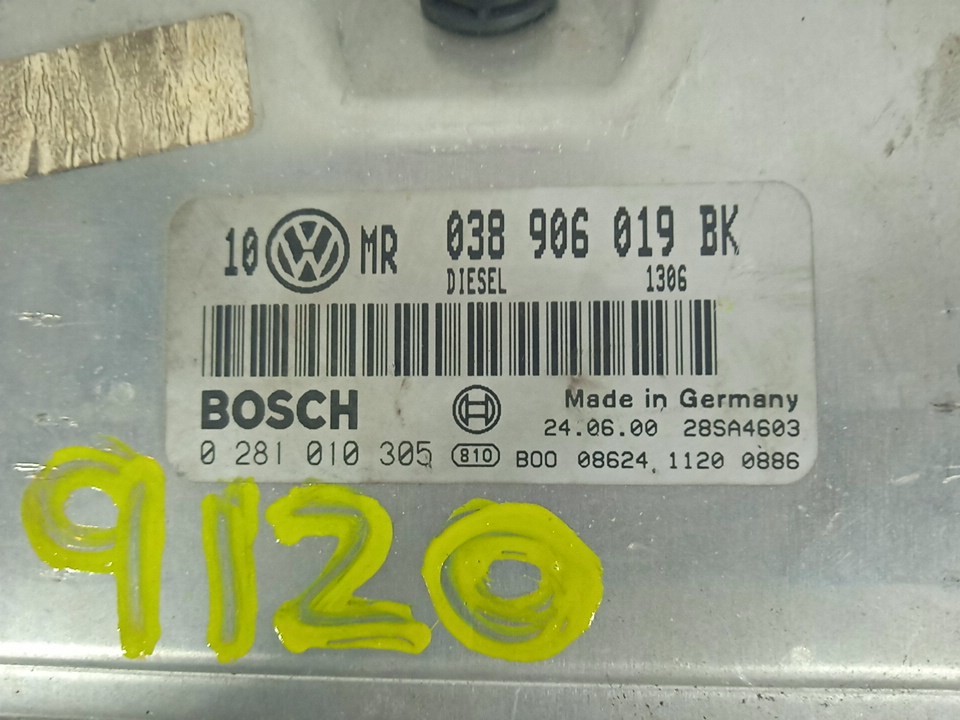 10 VW MR 038 906 019 BK
DIESEL 1306
BOSCH
Made in Germany
24.06.00 28SA4603
0 281 010 305 810 B00 08624 1120 0886
9120